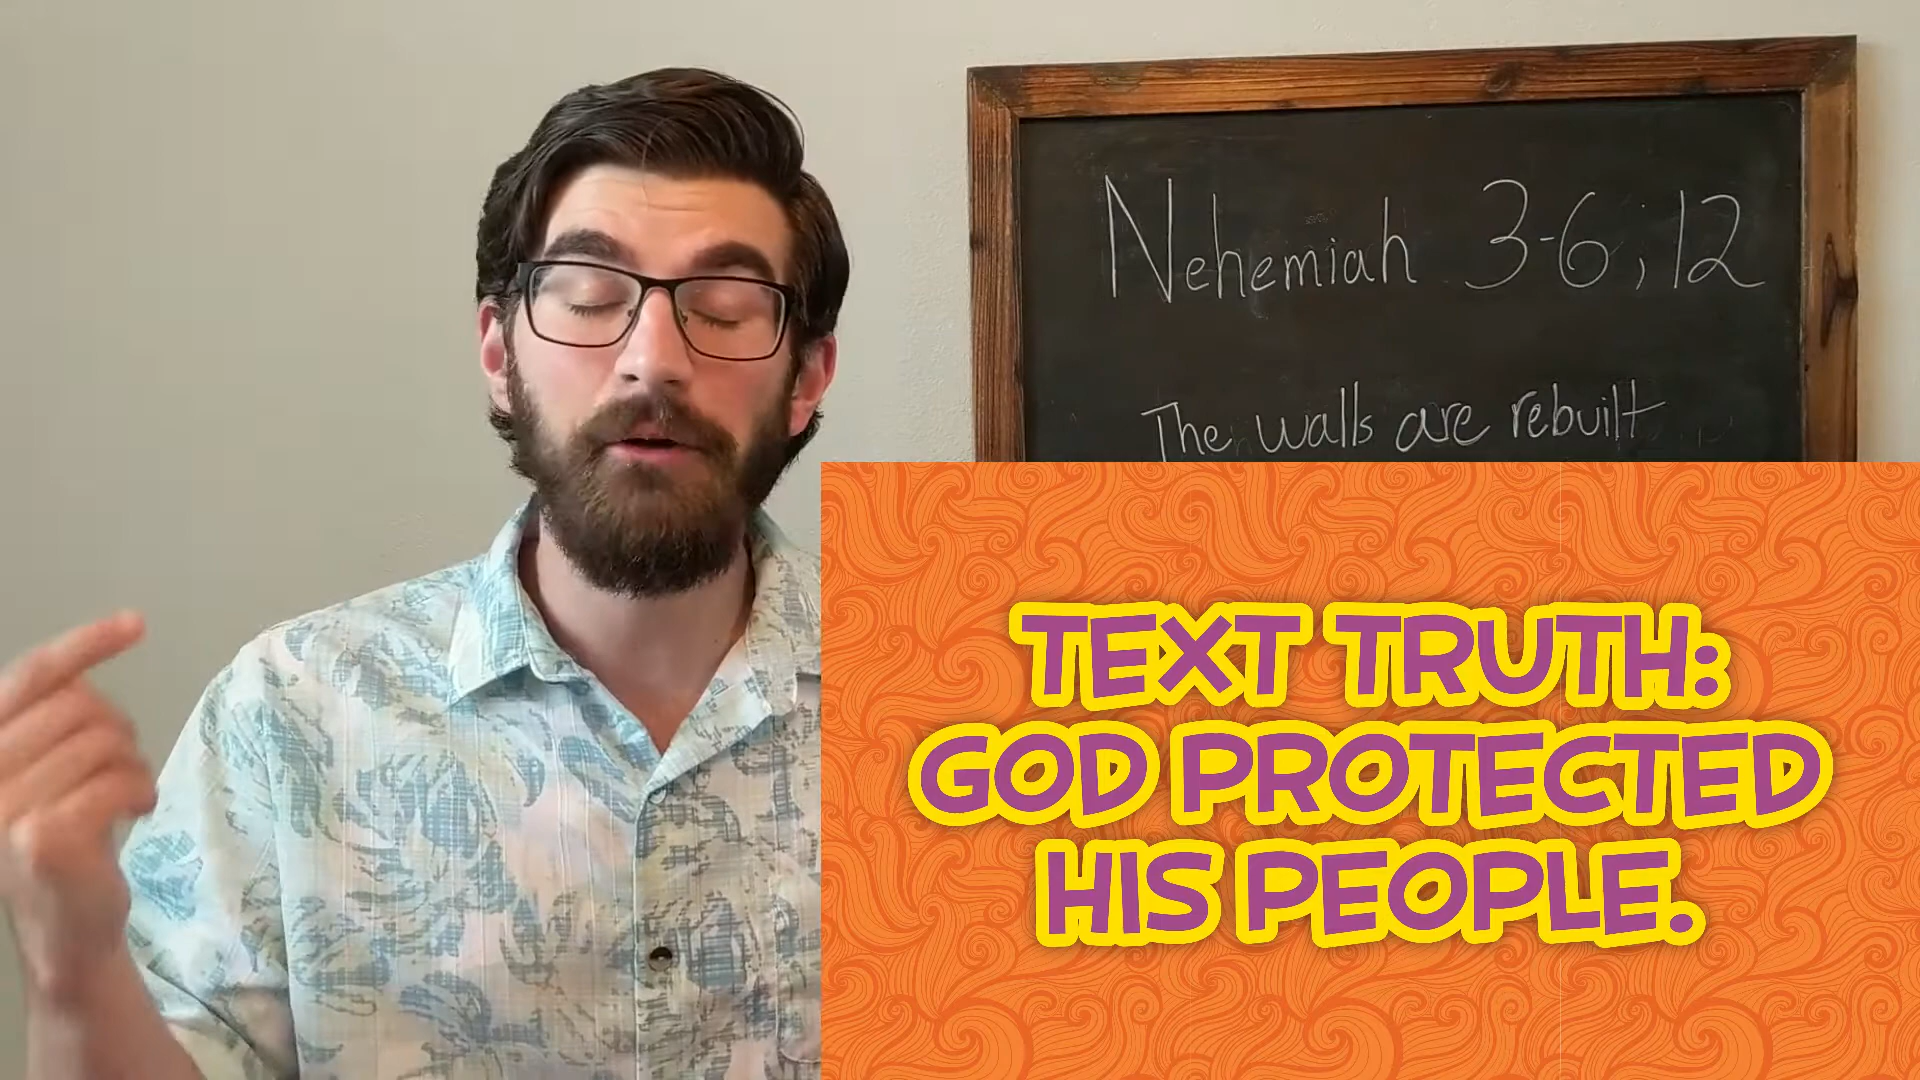 Nehemiah 3-6; 12
The walls are rebuilt
TEXT TRUTH:
GOD PROTECTED
HIS PEOPLE.